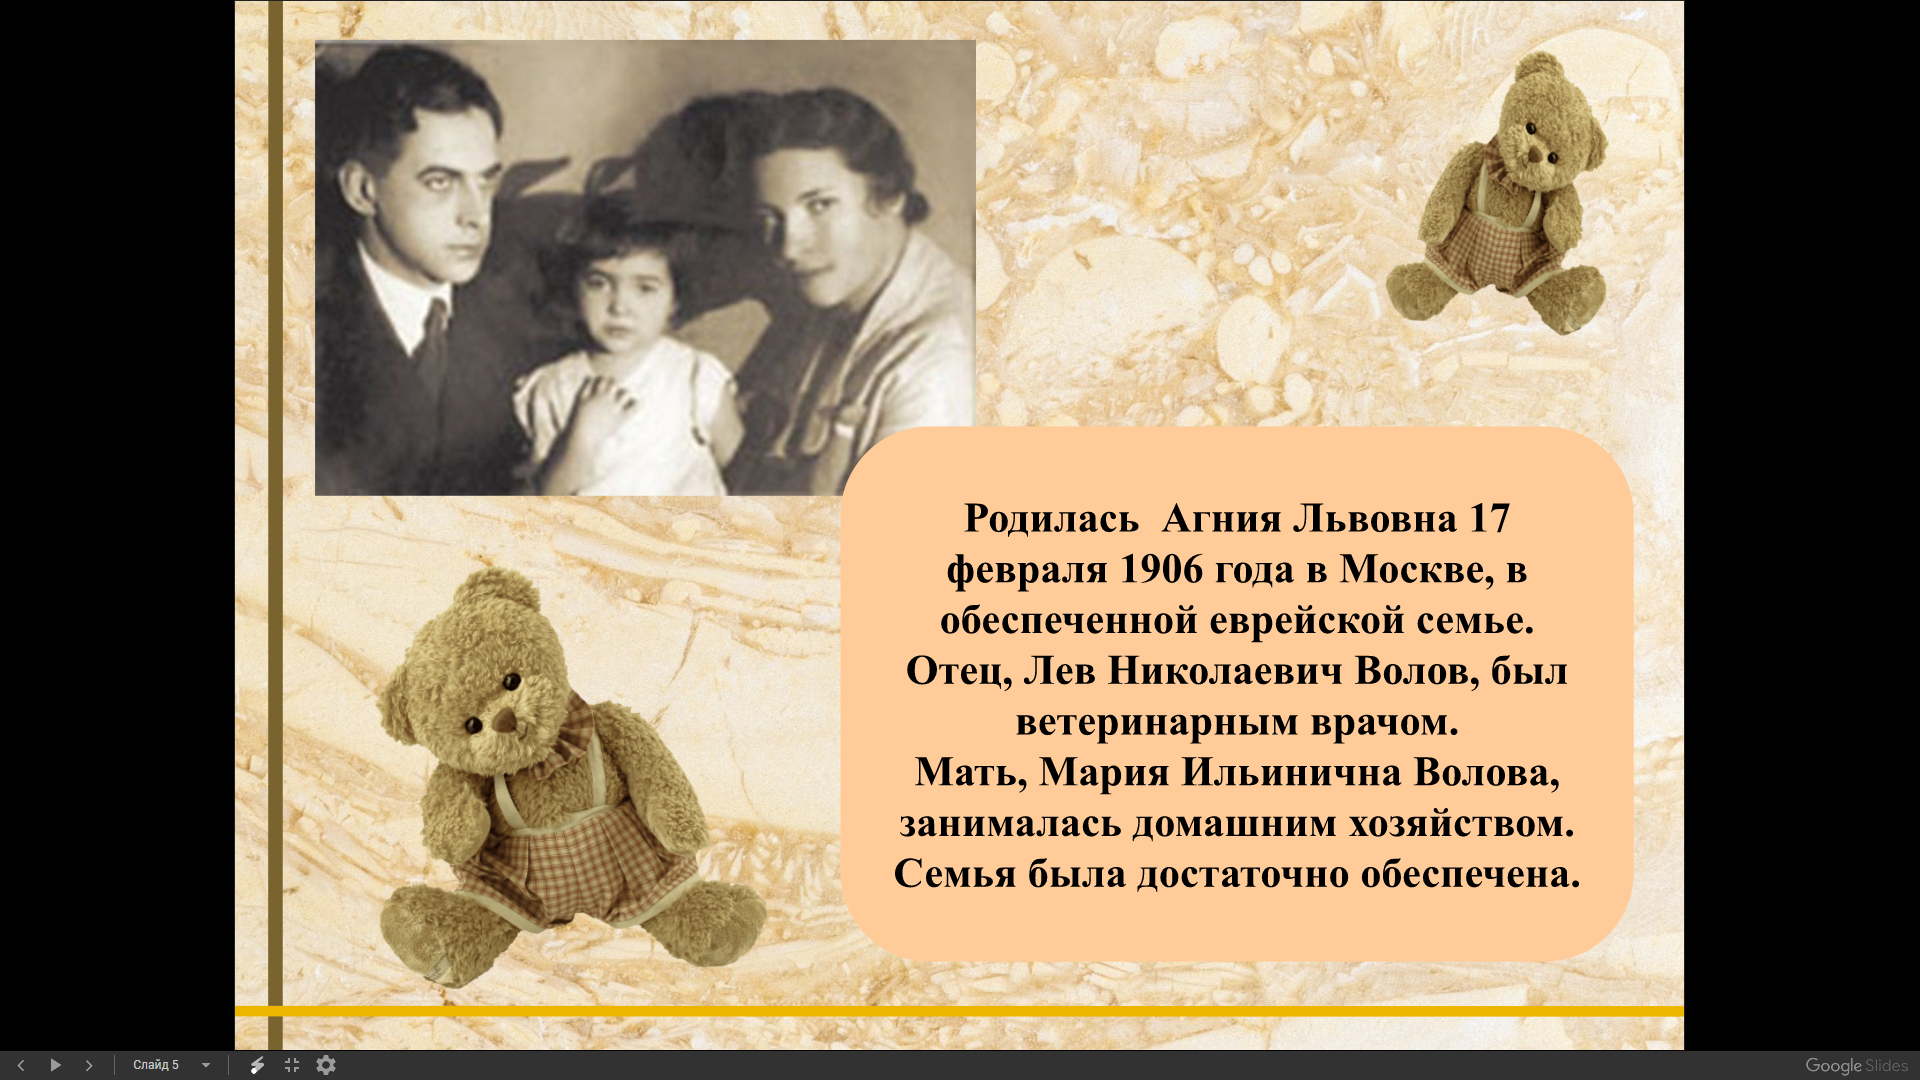 Родилась  Агния Львовна 17
февраля 1906 года в Москве, в
обеспеченной еврейской семье.
Отец, Лев Николаевич Волов, был
ветеринарным врачом.
Мать, Мария Ильинична Волова,
занималась домашним хозяйством.
Семья была достаточно обеспечена.
Слайд 5
Google Slides